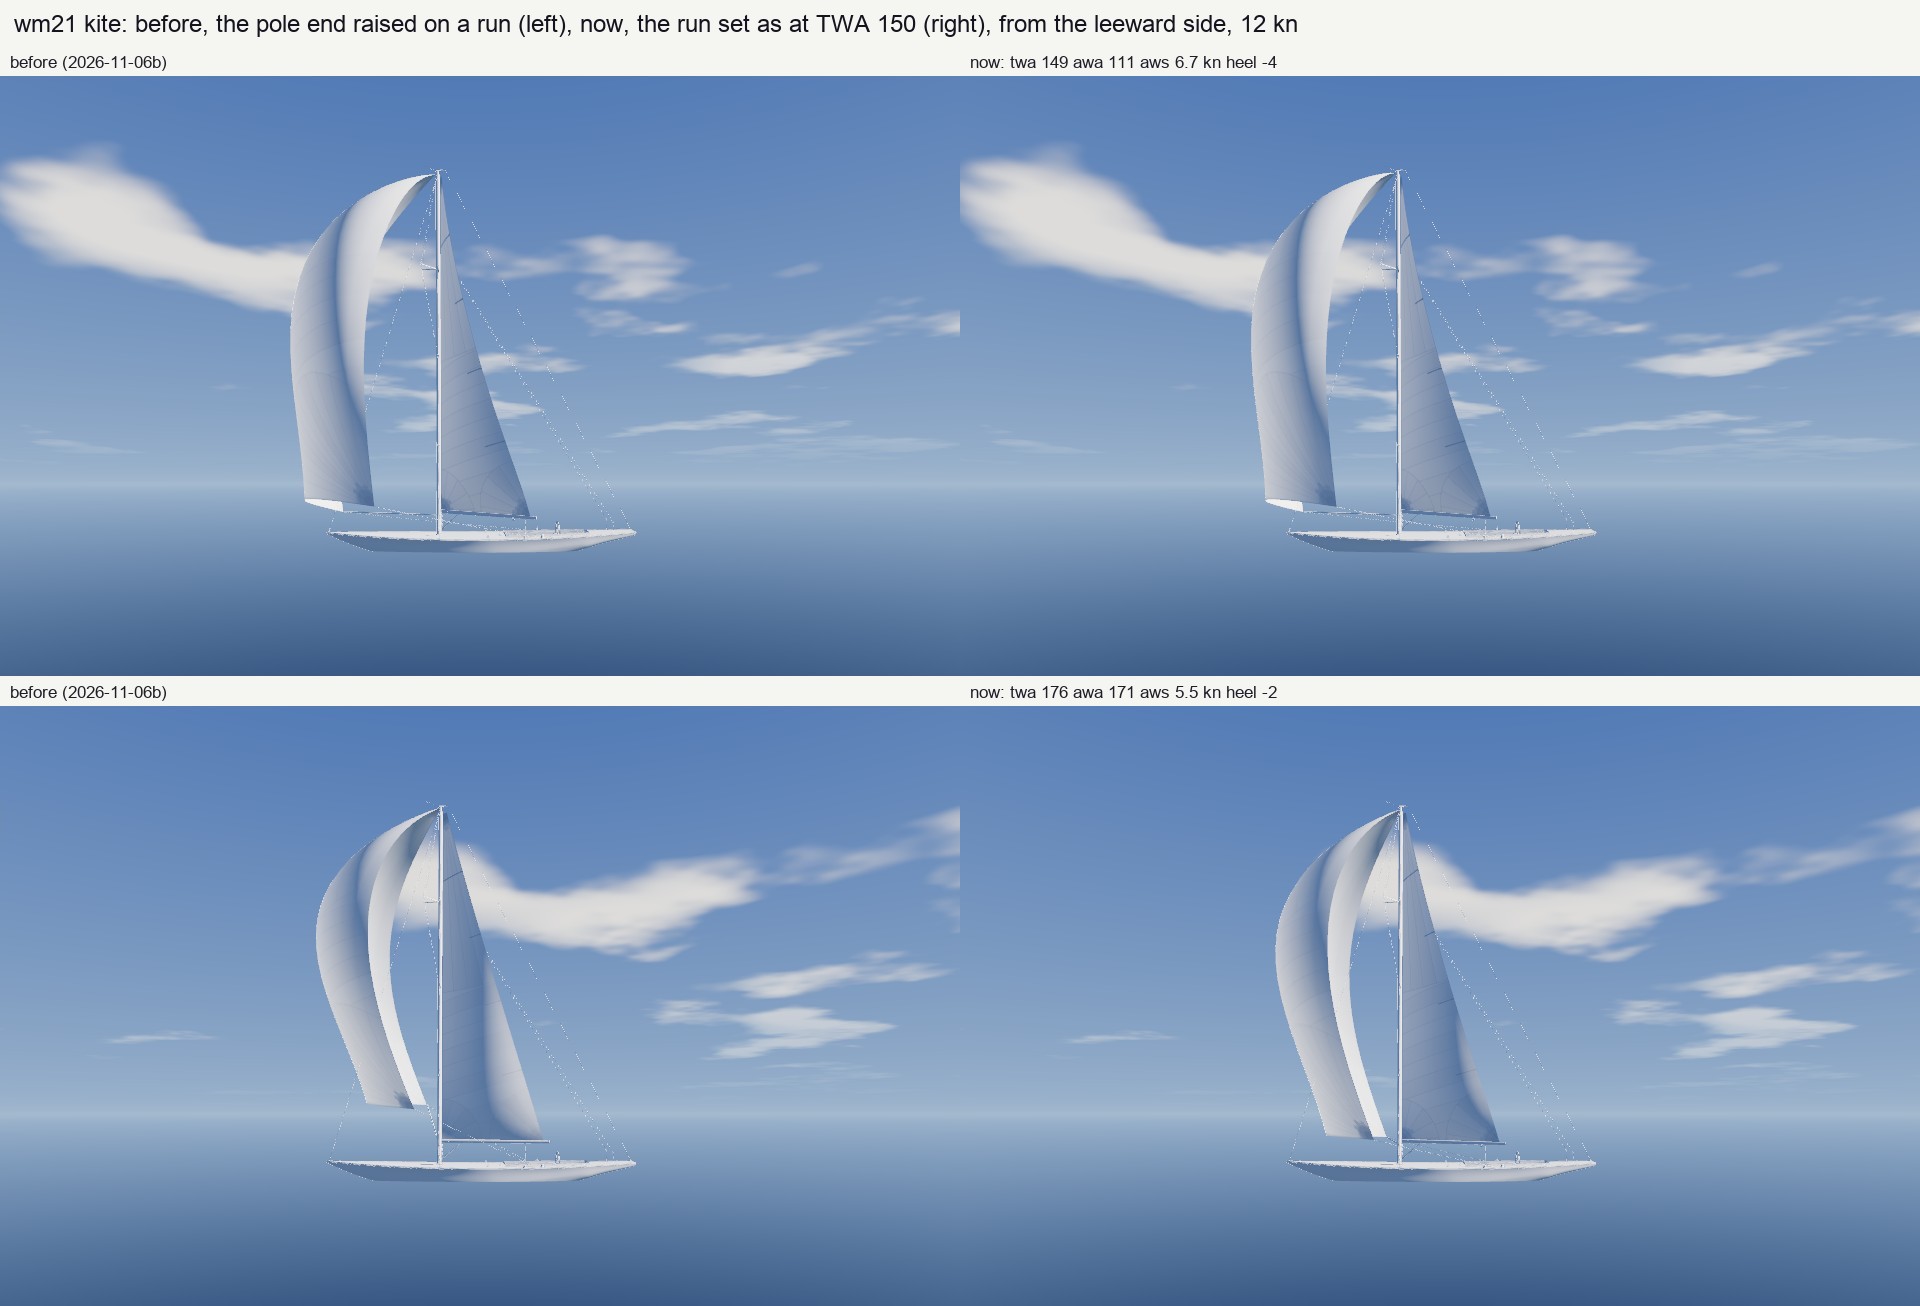 wm21 kite: before, the pole end raised on a run (left), now, the run set as at TWA 150 (right), from the leeward side, 12 kn
before (2026-11-06b)
now: twa 149 awa 111 aws 6.7 kn heel -4
before (2026-11-06b)
now: twa 176 awa 171 aws 5.5 kn heel -2